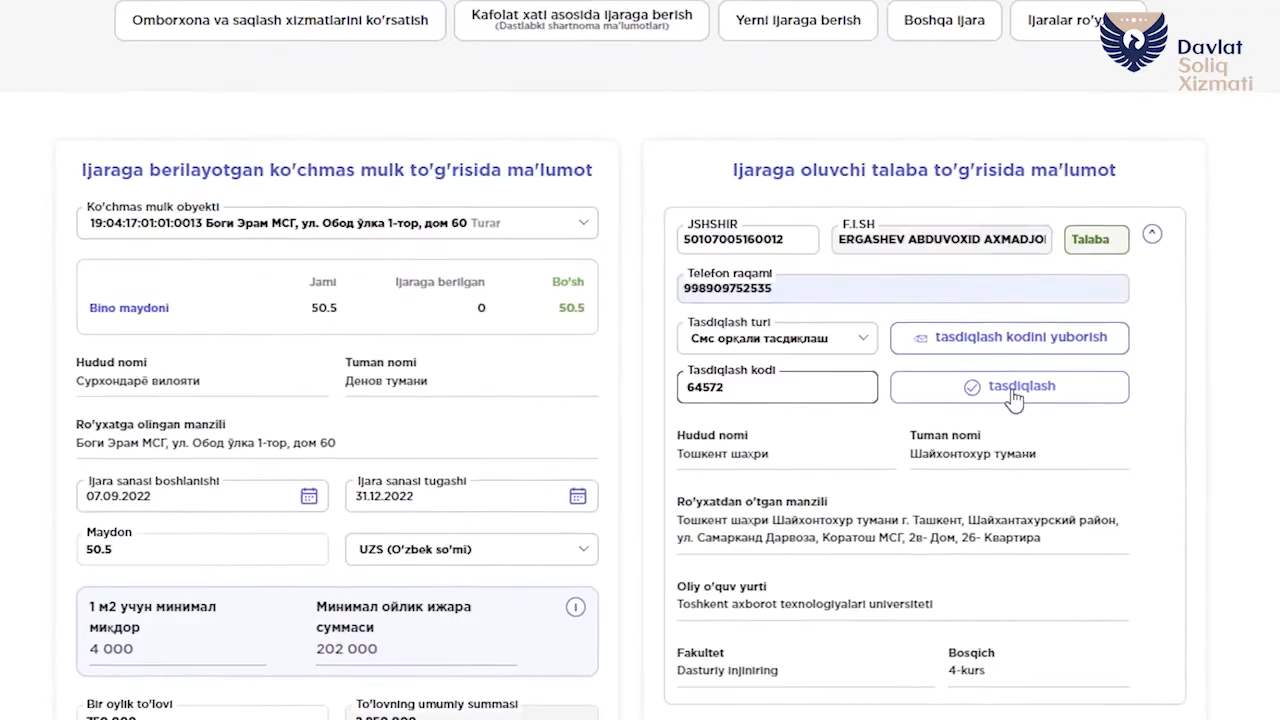 Omborxona va saqlash xizmatlarini ko'rsatish
Kafolat xati asosida ijaraga berish
(Dastlabki shartnoma ma'lumotlari)
Yerni ijaraga berish
Boshqa ijara
Ijaralar
Davlat
Soliq
Xizmati
Ijaraga berilayotgan ko'chmas mulk to'g'risida ma'lumot
Ko'chmas mulk obyekti
19:04:17:01:01:0013 Боги Эрам МСГ, ул. Обод ўлка 1-тор, дом 60 Turar
Jami Ijaraga berilgan Bo'sh
Bino maydoni 50.5 0 50.5
Hudud nomi Tuman nomi
Сурхондарё вилояти Денов тумани
Ro'yxatga olingan manzili
Боги Эрам МСГ, ул. Обод ўлка 1-тор, дом 60
Ijara sanasi boshlanishi Ijara sanasi tugashi
07.09.2022 31.12.2022
Maydon
50.5 UZS (O'zbek so'mi)
1 м2 учун минимал
миқдор
4 000
Минимал ойлик ижара
суммаси
202 000
Bir oylik to'lovi To'lovning umumiy summasi
Ijaraga oluvchi talaba to'g'risida ma'lumot
JSHSHIR F.I.SH
50107005160012 ERGASHEV ABDUVOXID AXMADJO Talaba
Telefon raqami
998909752535
Tasdiqlash turi
Смс орқали тасдиқлаш tasdiqlash kodini yuborish
Tasdiqlash kodi
64572 tasdiqlash
Hudud nomi Tuman nomi
Тошкент шаҳри Шайхонтохур тумани
Ro'yxatdan o'tgan manzili
Тошкент шаҳри Шайхонтохур тумани г. Ташкент, Шайхантахурский район,
ул. Самарканд Дарвоза, Кораташ МСГ, 2в- Дом, 26- Квартира
Oliy o'quv yurti
Toshkent axborot texnologiyalari universiteti
Fakultet Bosqich
Dasturiy injiniring 4-kurs